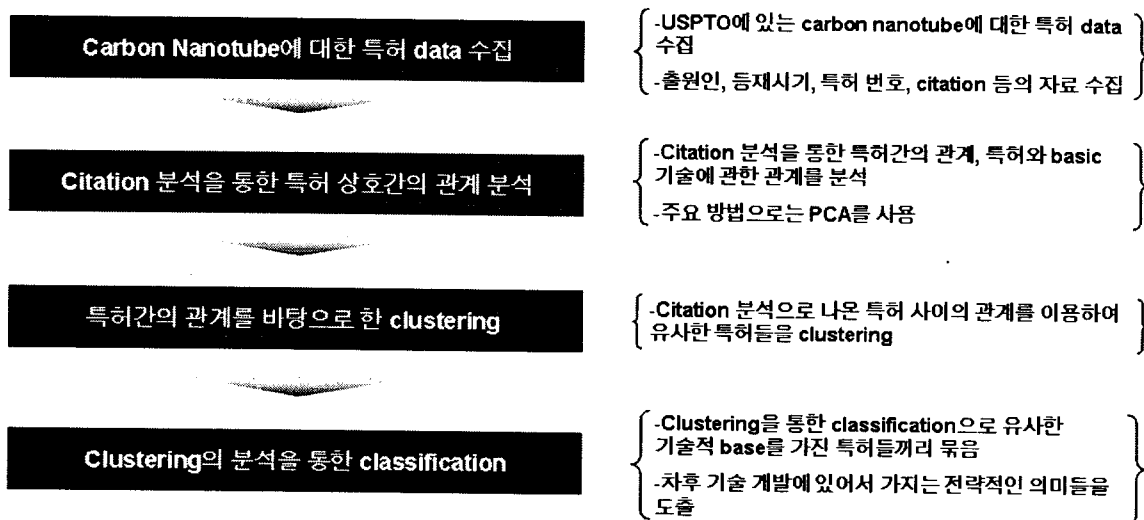 Carbon Nanotube에 대한 특허 data 수집
-USPTO에 있는 carbon nanotube에 대한 특허 data
수집
-출원인, 등재시기, 특허 번호, citation 등의 자료 수집
Citation 분석을 통한 특허 상호간의 관계 분석
-Citation 분석을 통한 특허간의 관계, 특허와 basic
기술에 관한 관계를 분석
-주요 방법으로는 PCA를 사용
특허간의 관계를 바탕으로 한 clustering
-Citation 분석으로 나온 특허 사이의 관계를 이용하여
유사한 특허들을 clustering
Clustering의 분석을 통한 classification
-Clustering을 통한 classification으로 유사한
기술적 base를 가진 특허들끼리 묶음
-차후 기술 개발에 있어서 가지는 전략적인 의미들을
도출